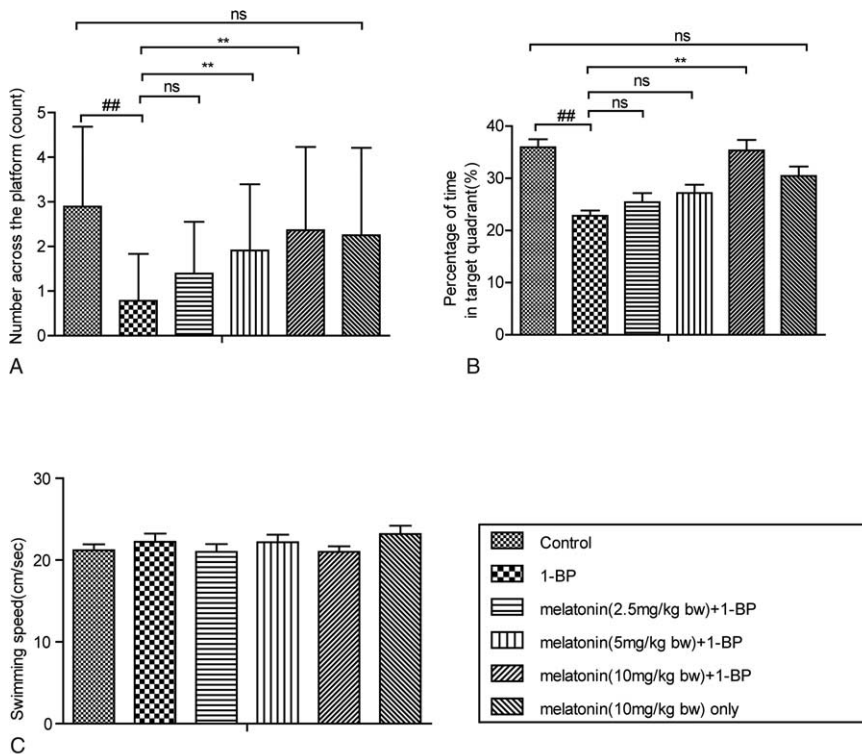 ns
**
**
ns
##
Number across the platform (count)
5
4
3
2
1
0
A
ns
**
ns
ns
##
Percentage of time
in target quadrant(%)
40
30
20
10
0
B
Swimming speed(cm/sec)
30
20
10
0
C
Control
1-BP
melatonin(2.5mg/kg bw)+1-BP
melatonin(5mg/kg bw)+1-BP
melatonin(10mg/kg bw)+1-BP
melatonin(10mg/kg bw) only